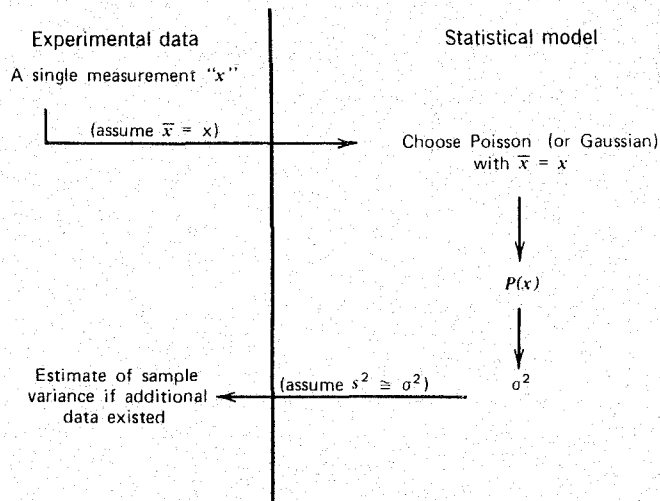 Experimental data
A single measurement “x”
(assume x̄ = x)
Statistical model
Choose Poisson (or Gaussian)
with x̄ = x
P(x)
σ²
(assume s² ≅ σ²)
Estimate of sample
variance if additional
data existed